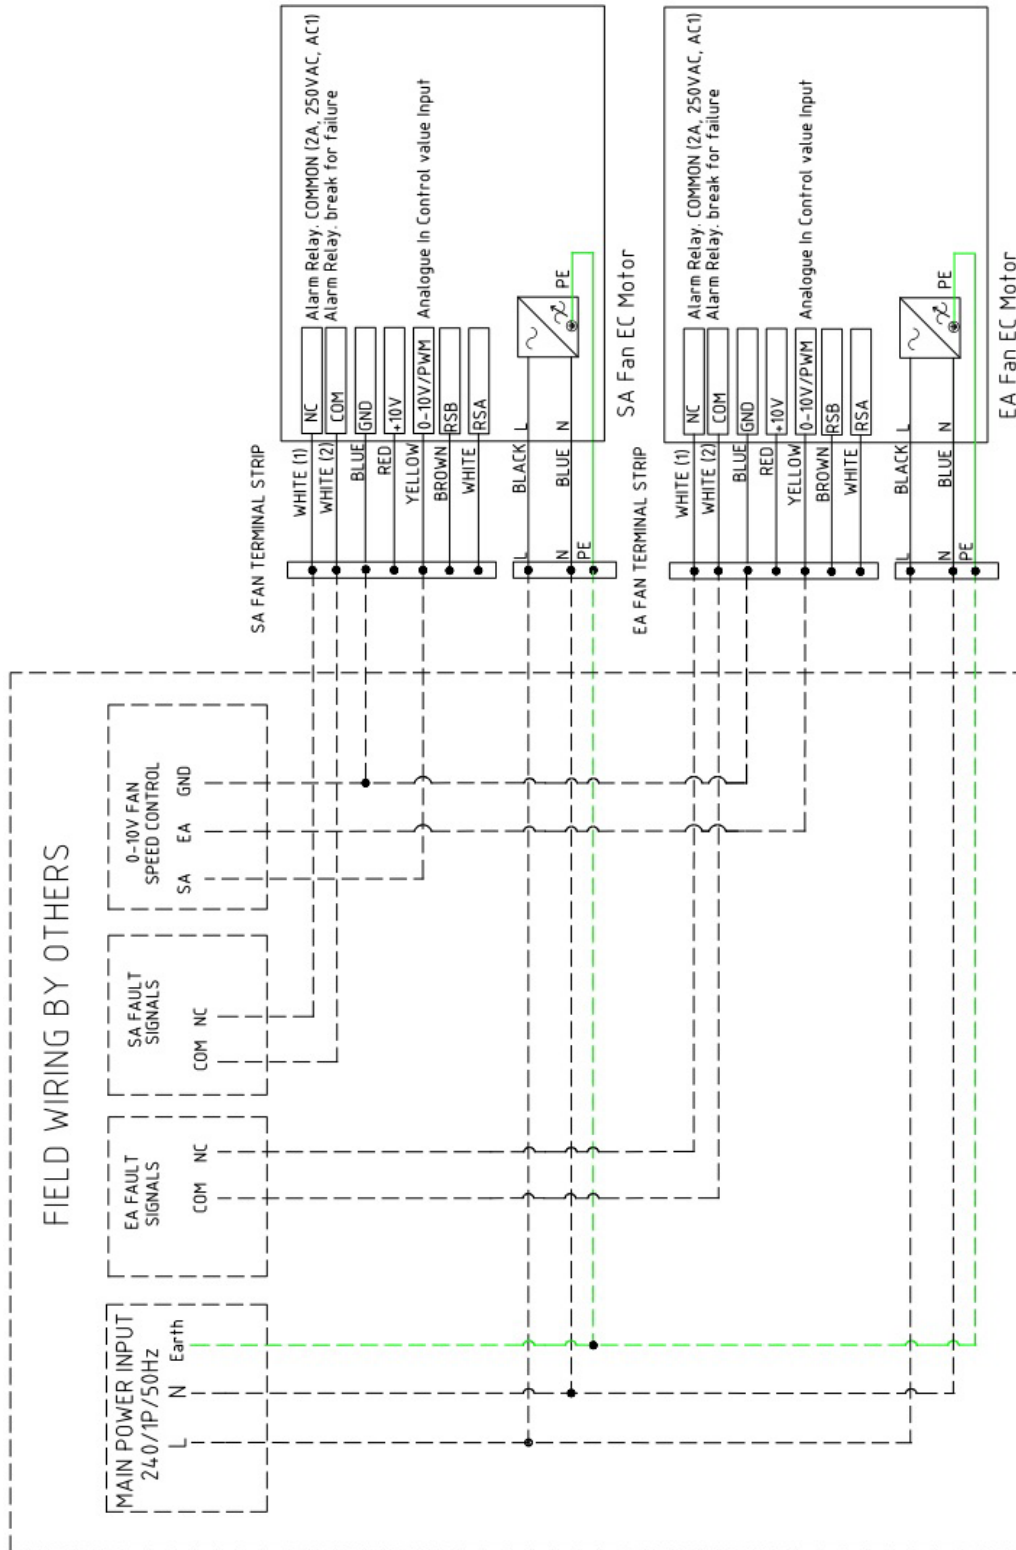 FIELD WIRING BY OTHERS
MAIN POWER INPUT
240/1P/50Hz
L
N
Earth
EA FAULT
SIGNALS
COM
NC
SA FAULT
SIGNALS
COM
NC
0-10V FAN
SPEED CONTROL
SA
EA
GND
SA FAN TERMINAL STRIP
WHITE (1)
WHITE (2)
BLUE
RED
YELLOW
BROWN
WHITE
NC
COM
GND
+10V
0-10V/PWM
RSB
RSA
Alarm Relay. COMMON (2A, 250VAC, AC1)
Alarm Relay. break for failure
Analogue In Control value Input
L
BLACK
L
N
BLUE
N
PE
PE
SA Fan EC Motor
EA FAN TERMINAL STRIP
WHITE (1)
WHITE (2)
BLUE
RED
YELLOW
BROWN
WHITE
NC
COM
GND
+10V
0-10V/PWM
RSB
RSA
Alarm Relay. COMMON (2A, 250VAC, AC1)
Alarm Relay. break for failure
Analogue In Control value Input
L
BLACK
L
N
BLUE
N
PE
PE
EA Fan EC Motor